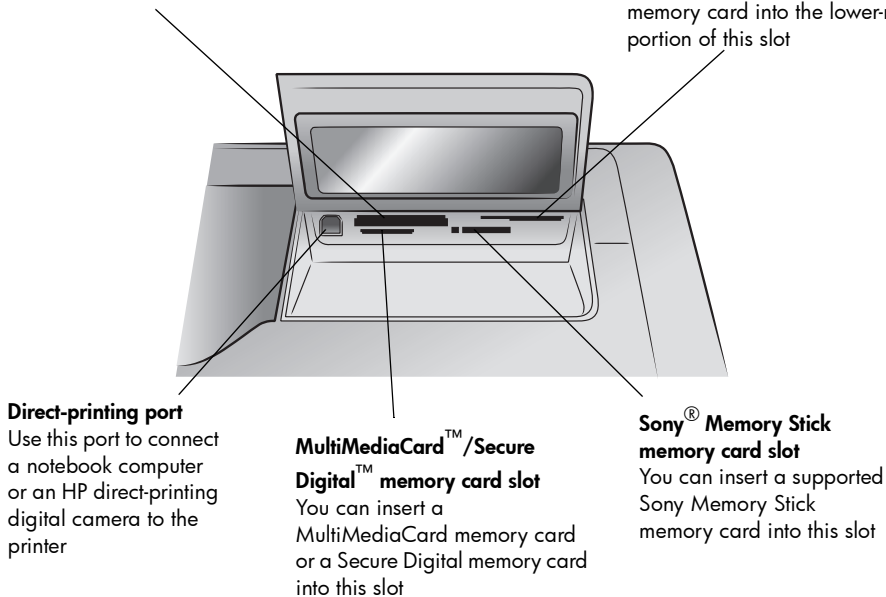 memory card into the
portion of this slot
Direct-printing port
Use this port to connect
a notebook computer
or an HP direct-printing
digital camera to the
printer
MultiMediaCard™/Secure
Digital™ memory card slot
You can insert a
MultiMediaCard memory card
or a Secure Digital memory card
into this slot
Sony® Memory Stick
memory card slot
You can insert a supported
Sony Memory Stick
memory card into this slot